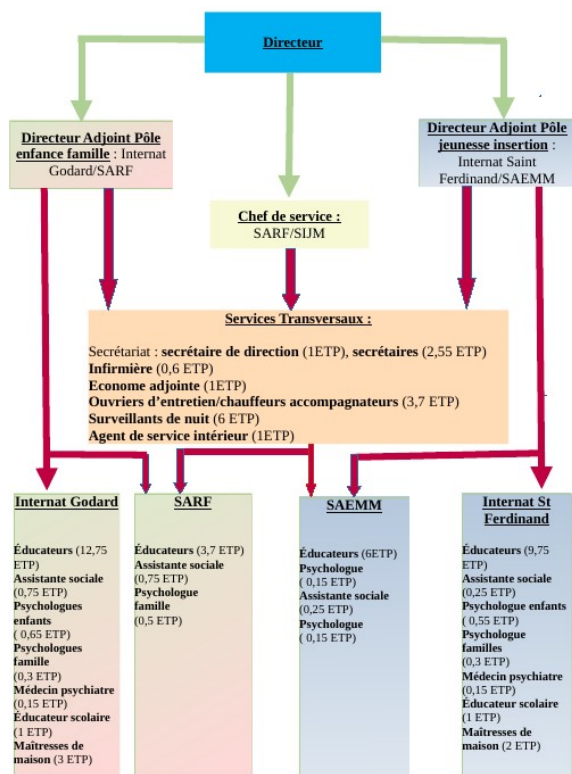 Directeur
Directeur Adjoint Pôle
enfance famille : Internat
Godard/SARF
Directeur Adjoint Pôle
jeunesse insertion :
Internat Saint
Ferdinand/SAEMM
Chef de service :
SARF/SIJM
Services Transversaux :
Secrétariat : secrétaire de direction (1ETP), secrétaires (2,55 ETP)
Infirmière (0,6 ETP)
Econome adjointe (1ETP)
Ouvriers d’entretien/chauffeurs accompagnateurs (3,7 ETP)
Surveillants de nuit (6 ETP)
Agent de service intérieur (1ETP)
Internat Godard
Éducateurs (12,75
ETP)
Assistante sociale
(0,75 ETP)
Psychologues
enfants
( 0,65 ETP)
Psychologues
famille
(0,3 ETP)
Médecin psychiatre
(0,15 ETP)
Éducateur scolaire
(1 ETP)
Maîtresses de
maison (3 ETP)
SARF
Éducateurs (3,7 ETP)
Assistante sociale
(0,75 ETP)
Psychologue
famille
(0,5 ETP)
SAEMM
Éducateurs (6ETP)
Psychologue
( 0,15 ETP)
Assistante sociale
(0,25 ETP)
Psychologue
( 0,15 ETP)
Internat St
Ferdinand
Éducateurs (9,75
ETP)
Assistante sociale
(0,25 ETP)
Psychologue enfants
( 0,55 ETP)
Psychologue
familles
(0,3 ETP)
Médecin psychiatre
(0,15 ETP)
Éducateur scolaire
(1 ETP)
Maîtresses de
maison (2 ETP)